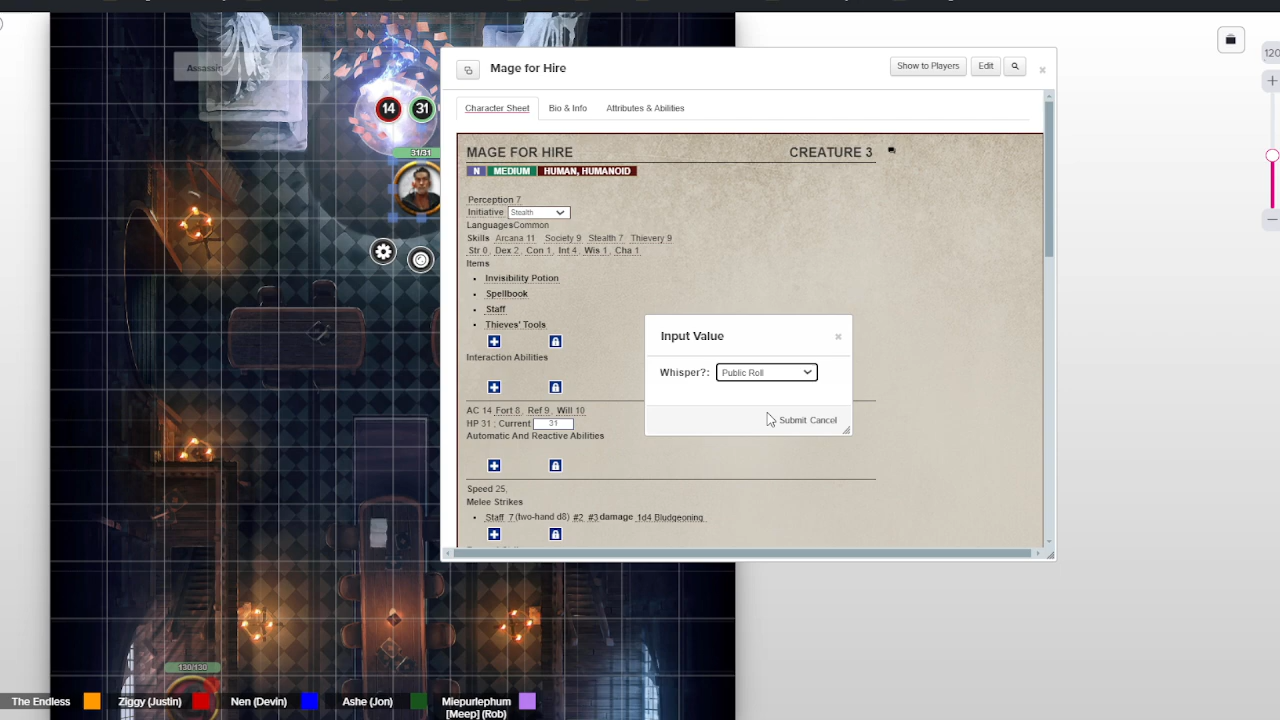 Mage for Hire
Show to Players
Edit
120
Assassin
14
31
31/31
Character Sheet
Bio & Info
Attributes & Abilities
MAGE FOR HIRE
CREATURE 3
N MEDIUM HUMAN, HUMANOID
Perception 7
Initiative Stealth
LanguagesCommon
Skills Arcana 11 Society 9 Stealth 7 Thievery 9
Str 0, Dex 2, Con 1, Int 4, Wis 1, Cha 1
Items
Invisibility Potion
Spellbook
Staff
Thieves' Tools
Interaction Abilities
Input Value
Whisper?: Public Roll
Submit Cancel
AC 14 Fort 8, Ref 9, Will 10
HP 31 ; Current 31
Automatic And Reactive Abilities
Speed 25,
Melee Strikes
Staff 7 (two-hand d8) #2 #3 damage 1d4 Bludgeoning
130/130
The Endless
Ziggy (Justin)
Nen (Devin)
Ashe (Jon)
Miepurlephum
[Meep] (Rob)